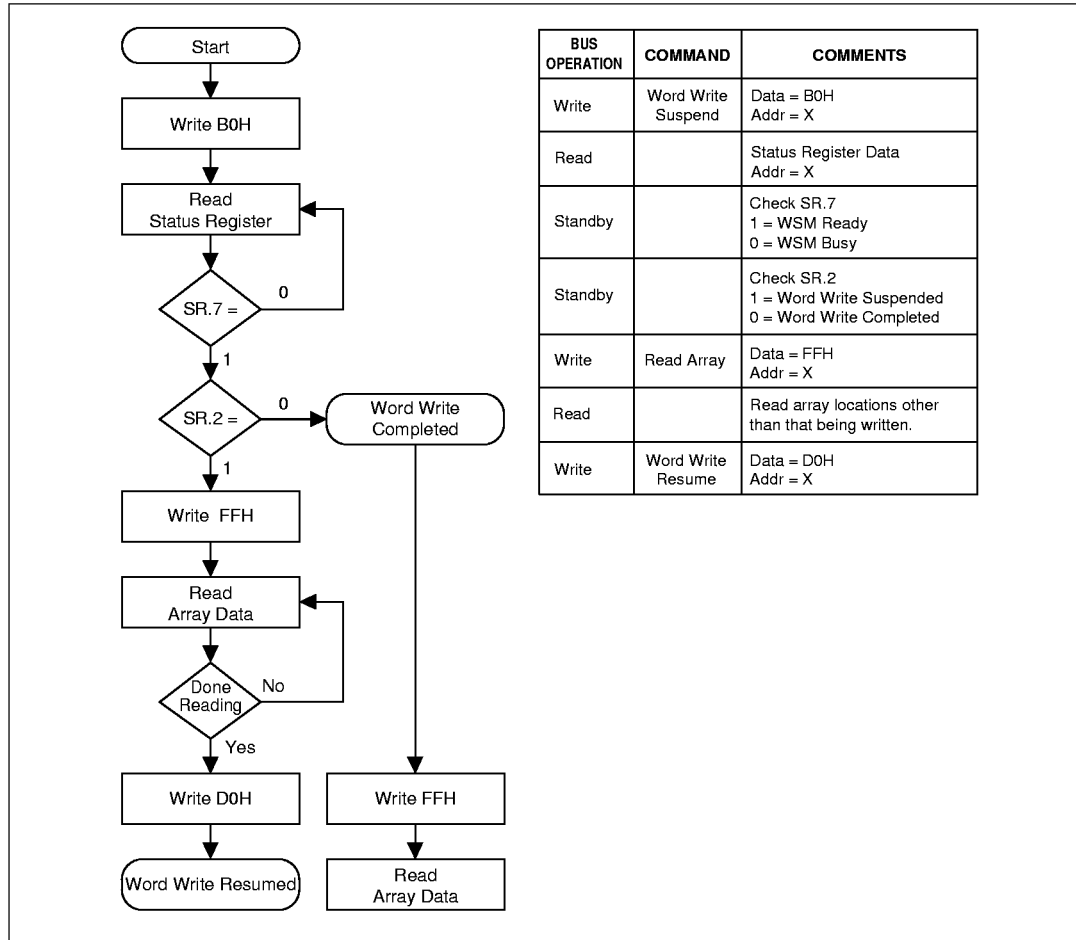 Start
Write B0H
Read
Status Register
SR.7 =
0
1
SR.2 =
0
Word Write
Completed
1
Write FFH
Read
Array Data
Done
Reading
No
Yes
Write D0H
Write FFH
Word Write Resumed
Read
Array Data
BUS
OPERATION
COMMAND
COMMENTS
Write
Word Write
Suspend
Data = B0H
Addr = X
Read
Status Register Data
Addr = X
Standby
Check SR.7
1 = WSM Ready
0 = WSM Busy
Standby
Check SR.2
1 = Word Write Suspended
0 = Word Write Completed
Write
Read Array
Data = FFH
Addr = X
Read
Read array locations other
than that being written.
Write
Word Write
Resume
Data = D0H
Addr = X